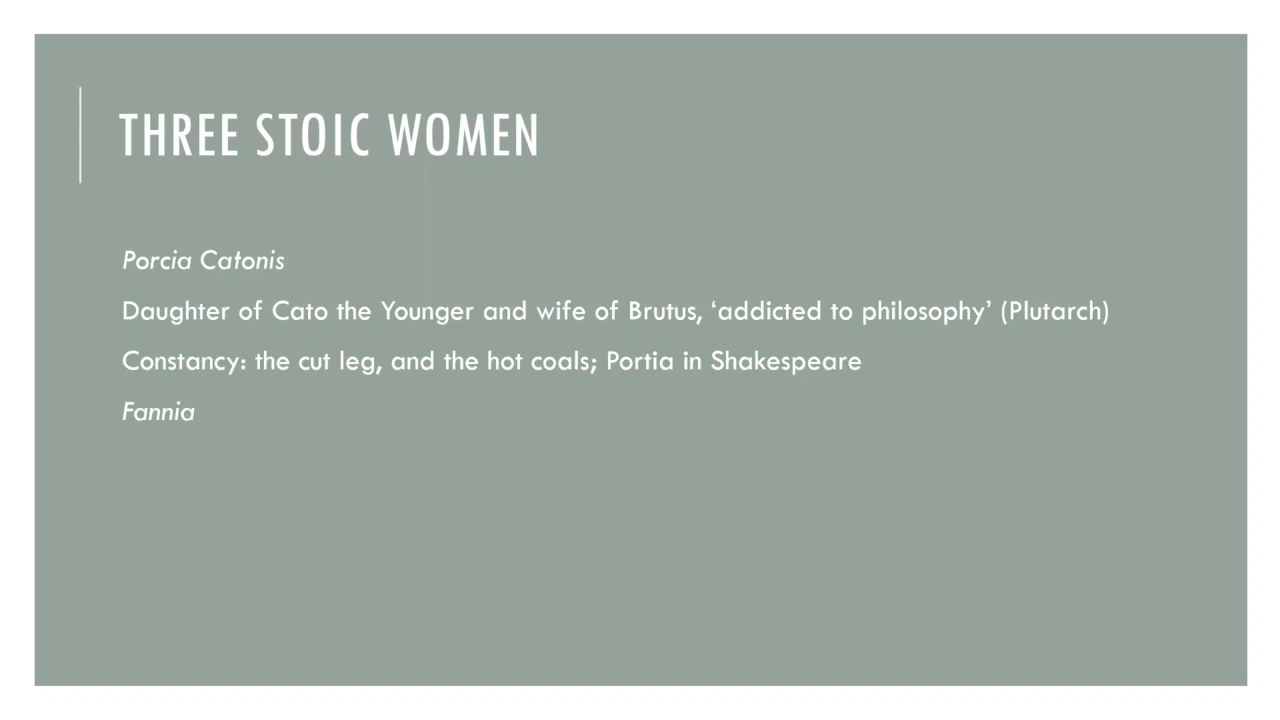 THREE STOIC WOMEN
Porcia Catonis
Daughter of Cato the Younger and wife of Brutus, ‘addicted to philosophy’ (Plutarch)
Constancy: the cut leg, and the hot coals; Portia in Shakespeare
Fannia